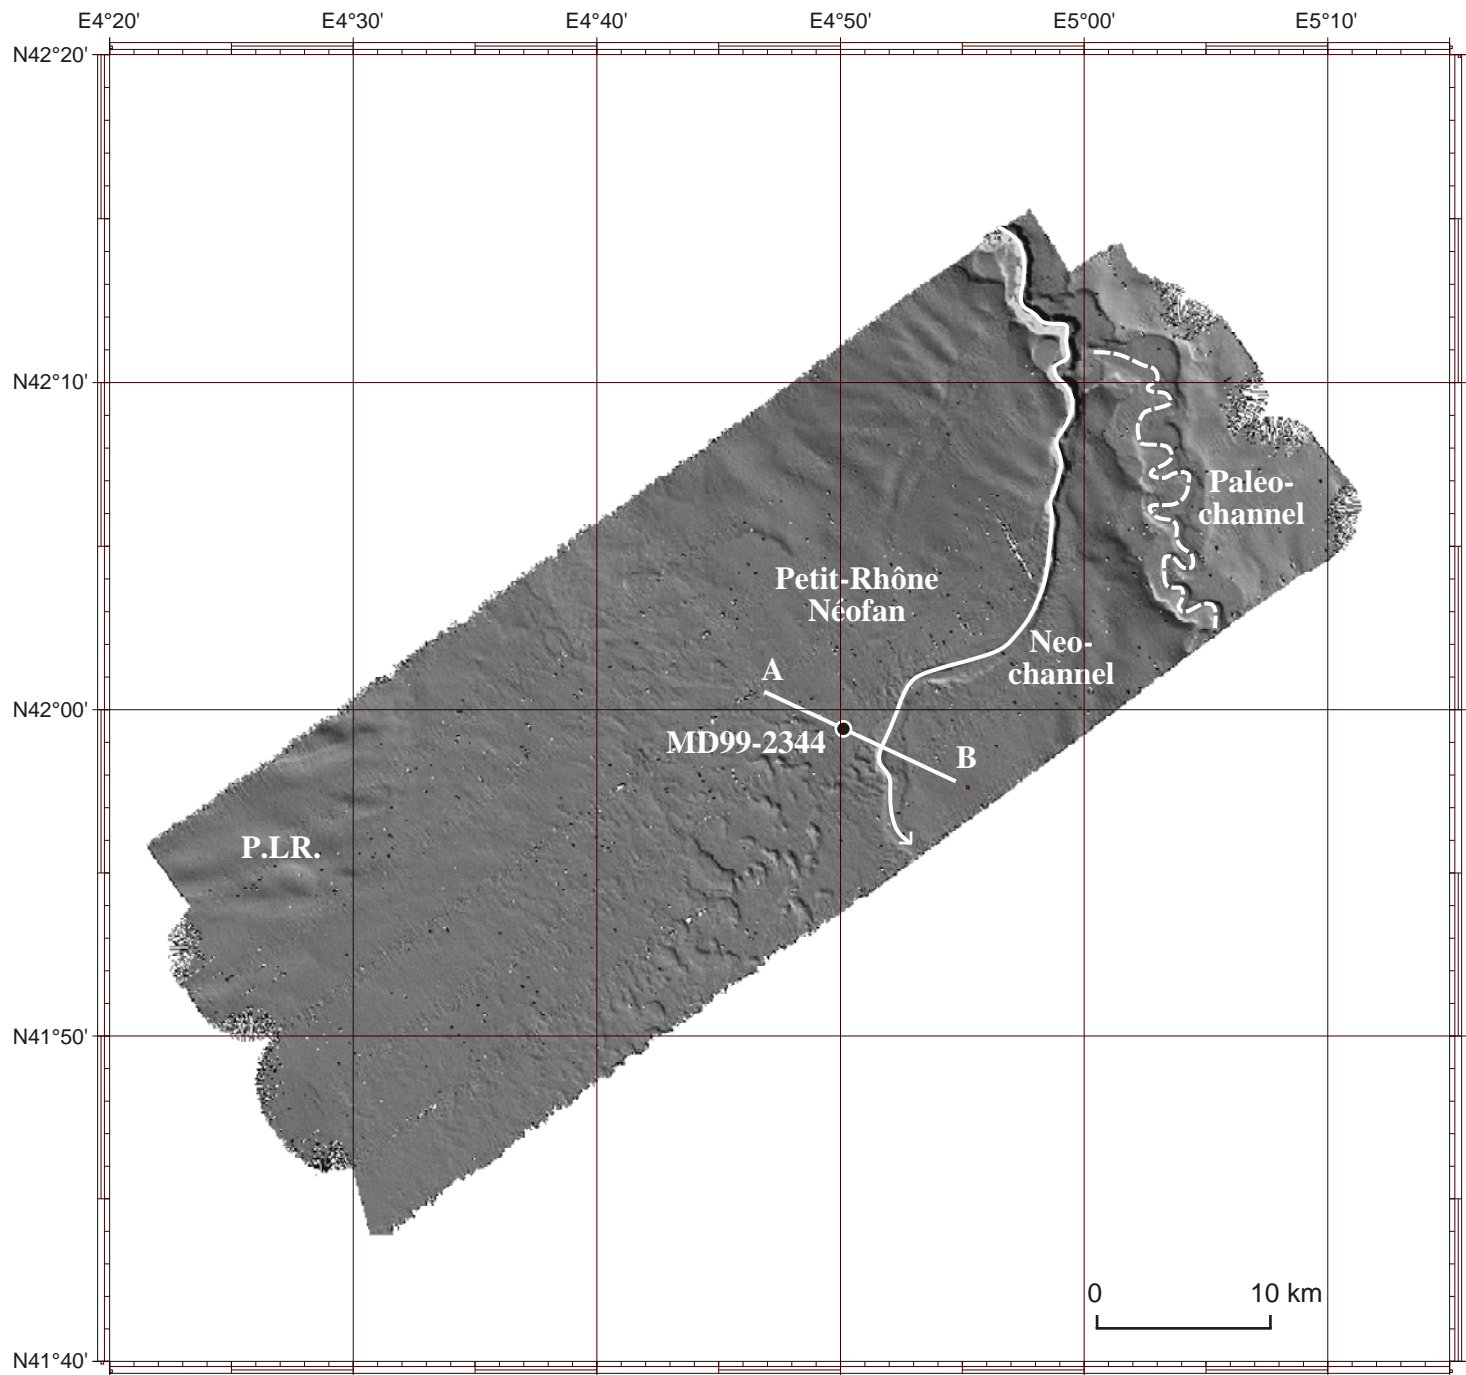 E4°20' E4°30' E4°40' E4°50' E5°00' E5°10'
N42°20'
N42°10'
Paleo-
channel
Petit-Rhône
Néofan
Neo-
channel
A
N42°00'
MD99-2344
B
P.LR.
N41°50'
0 10 km
N41°40'